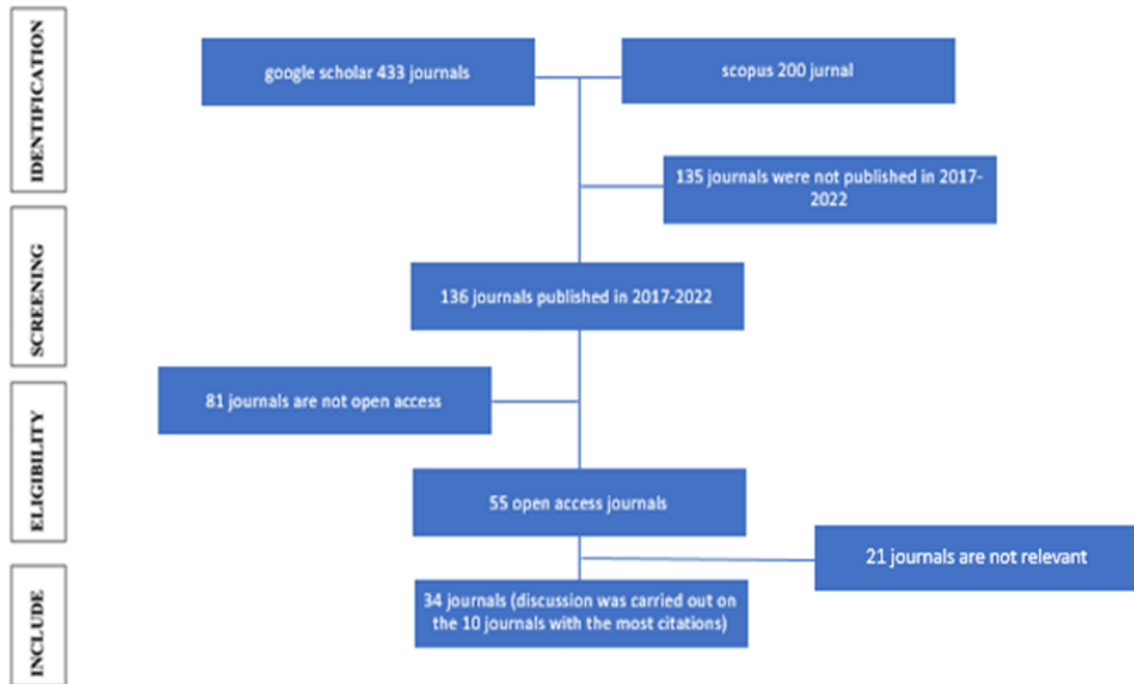 IDENTIFICATION
google scholar 433 journals
scopus 200 jurnal
135 journals were not published in 2017-
2022
SCREENING
136 journals published in 2017-2022
81 journals are not open access
ELIGIBILITY
55 open access journals
21 journals are not relevant
INCLUDE
34 journals (discussion was carried out on
the 10 journals with the most citations)